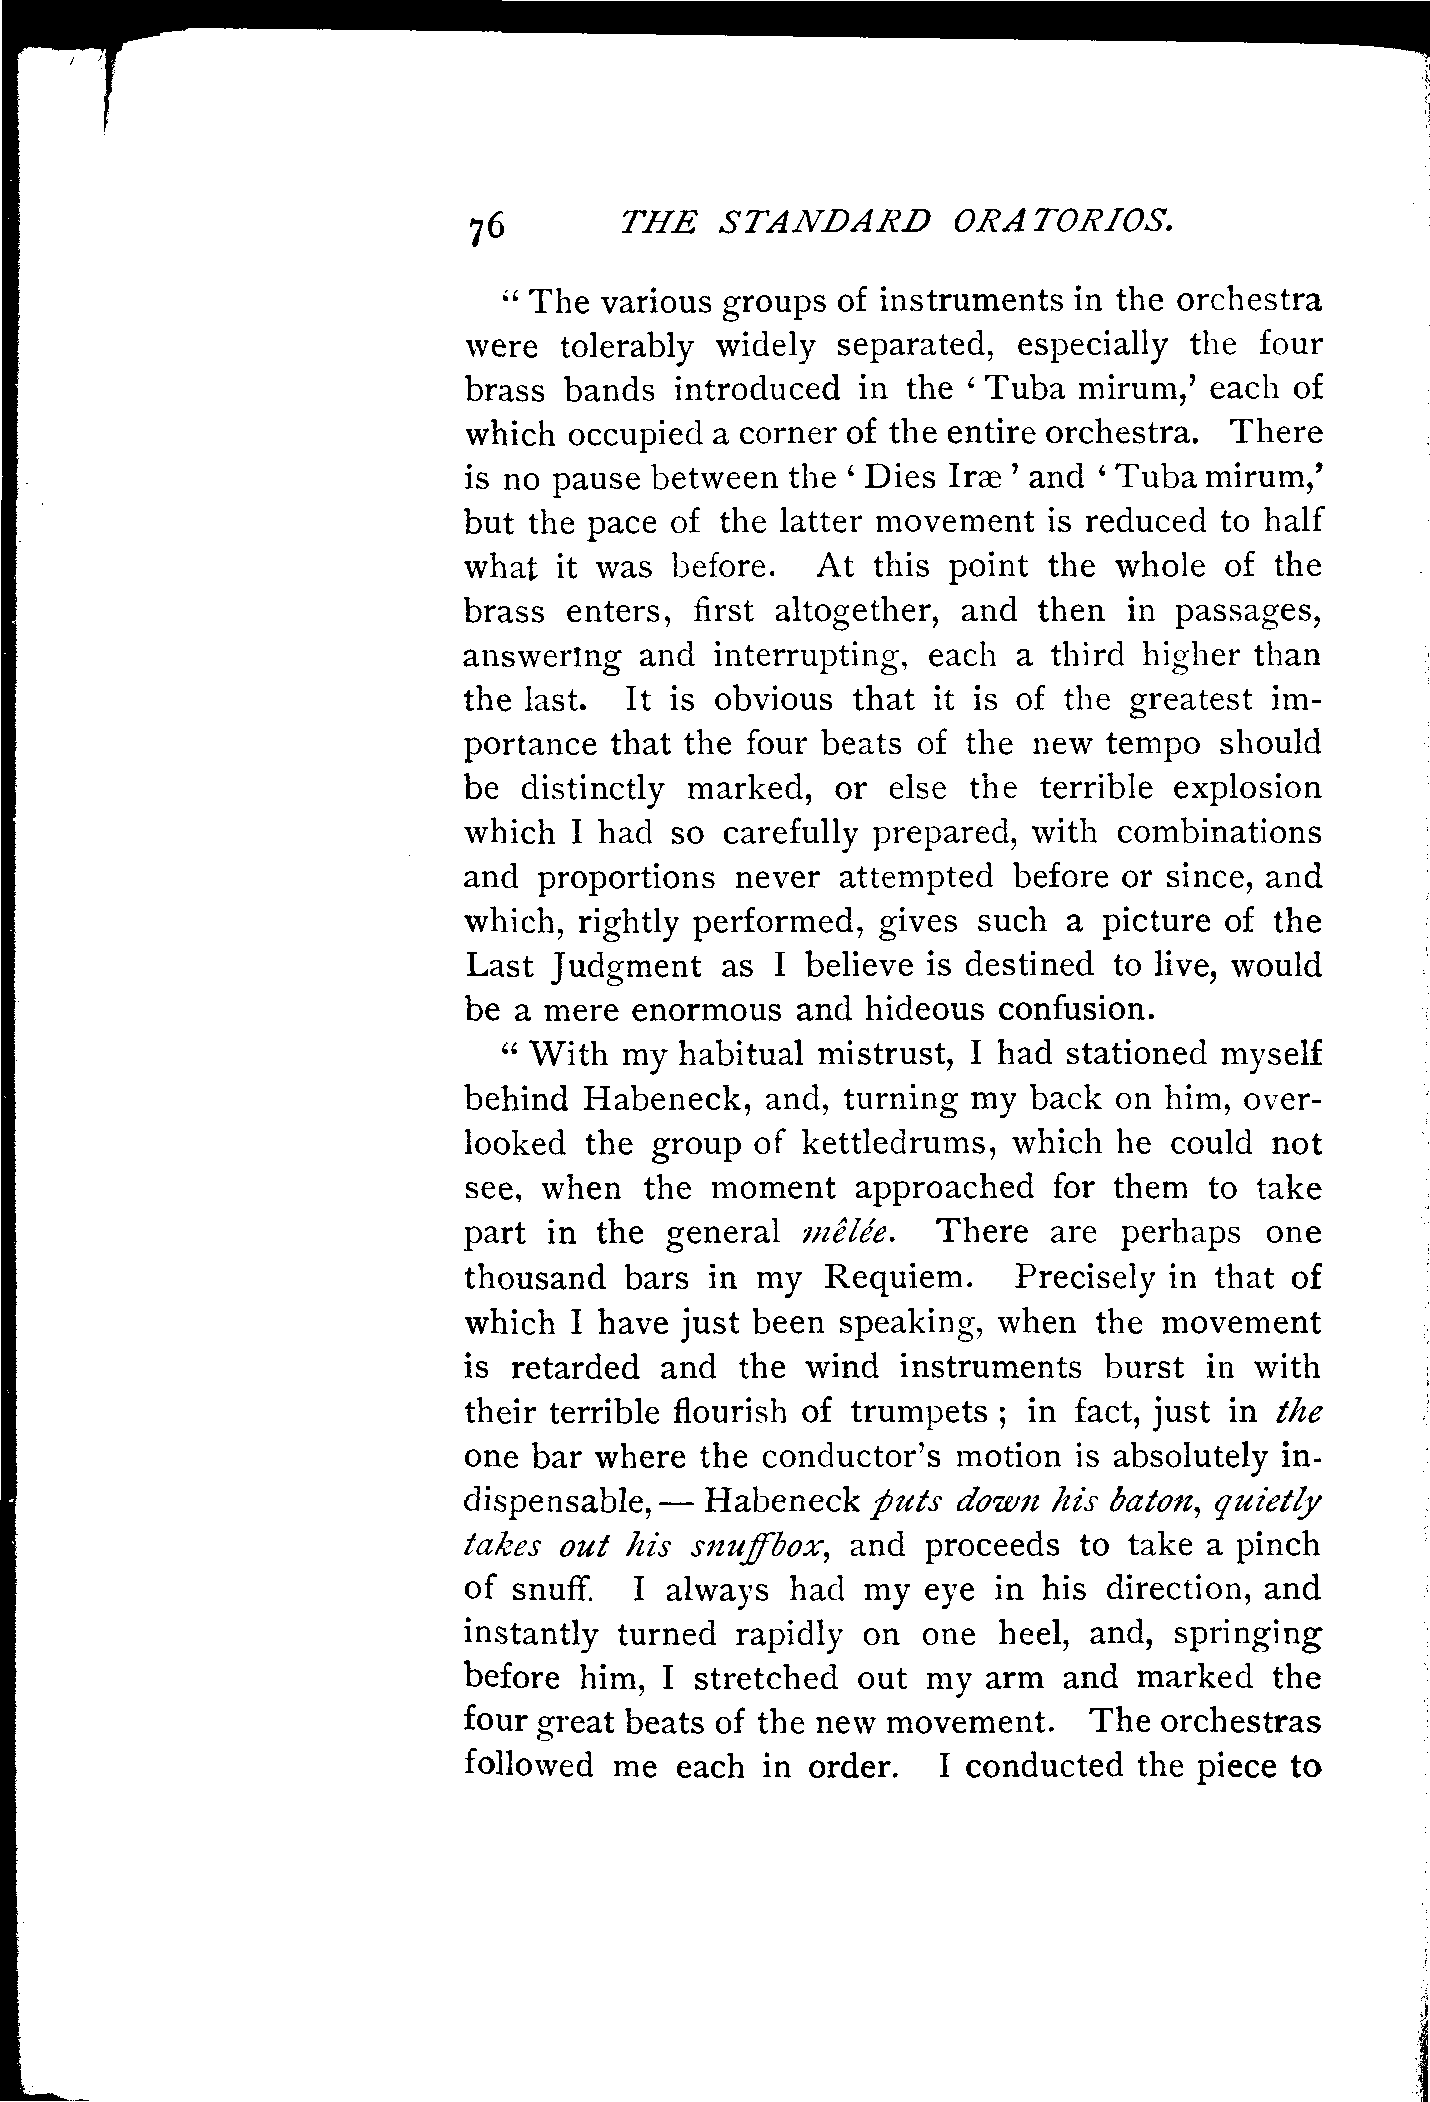 76 THE STANDARD ORATORIOS.
“ The various groups of instruments in the orchestra
were tolerably widely separated, especially the four
brass bands introduced in the ‘ Tuba mirum,’ each of
which occupied a corner of the entire orchestra. There
is no pause between the ‘ Dies Iræ ’ and ‘ Tuba mirum,’
but the pace of the latter movement is reduced to half
what it was before. At this point the whole of the
brass enters, first altogether, and then in passages,
answering and interrupting, each a third higher than
the last. It is obvious that it is of the greatest im-
portance that the four beats of the new tempo should
be distinctly marked, or else the terrible explosion
which I had so carefully prepared, with combinations
and proportions never attempted before or since, and
which, rightly performed, gives such a picture of the
Last Judgment as I believe is destined to live, would
be a mere enormous and hideous confusion.
“ With my habitual mistrust, I had stationed myself
behind Habeneck, and, turning my back on him, over-
looked the group of kettledrums, which he could not
see, when the moment approached for them to take
part in the general mêlée. There are perhaps one
thousand bars in my Requiem. Precisely in that of
which I have just been speaking, when the movement
is retarded and the wind instruments burst in with
their terrible flourish of trumpets ; in fact, just in the
one bar where the conductor’s motion is absolutely in-
dispensable, — Habeneck puts down his baton, quietly
takes out his snuffbox, and proceeds to take a pinch
of snuff. I always had my eye in his direction, and
instantly turned rapidly on one heel, and, springing
before him, I stretched out my arm and marked the
four great beats of the new movement. The orchestras
followed me each in order. I conducted the piece to